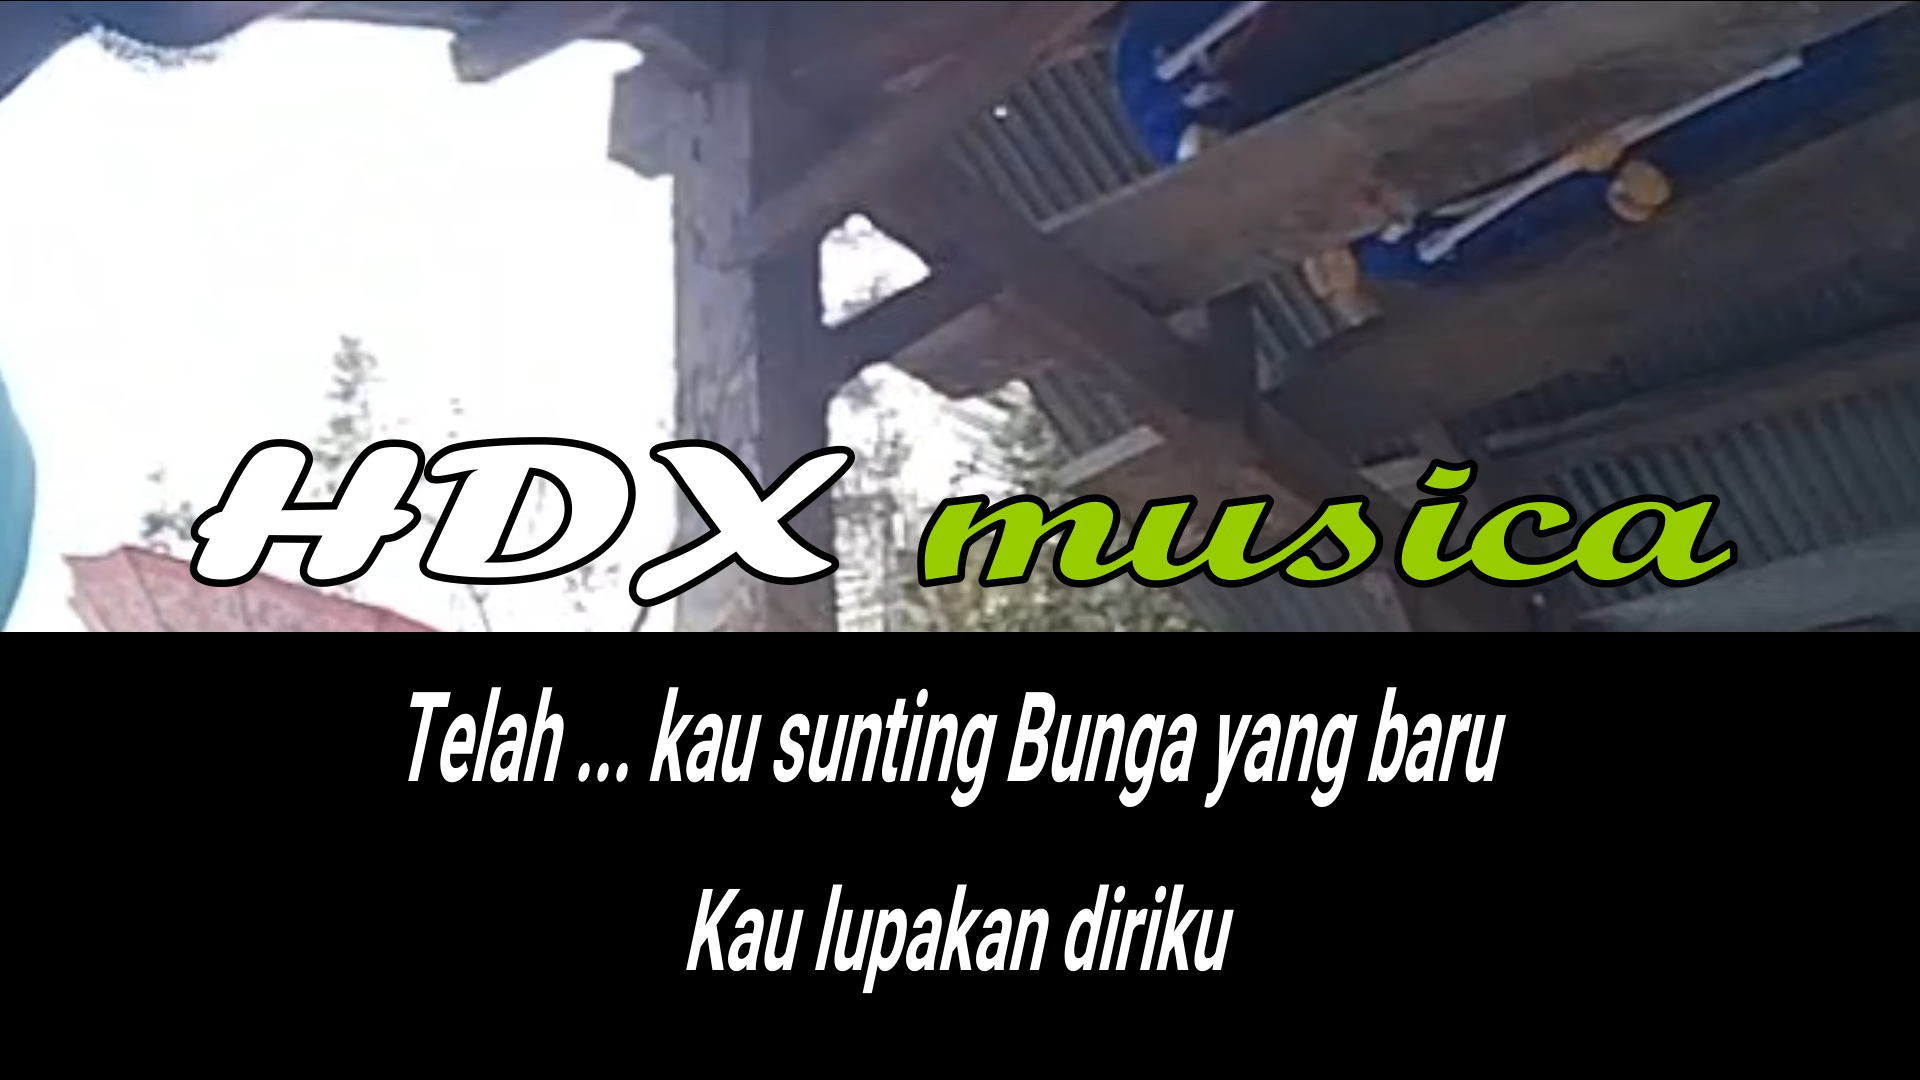 HDX musica
Telah ... kau sunting Bunga yang baru
Kau lupakan diriku